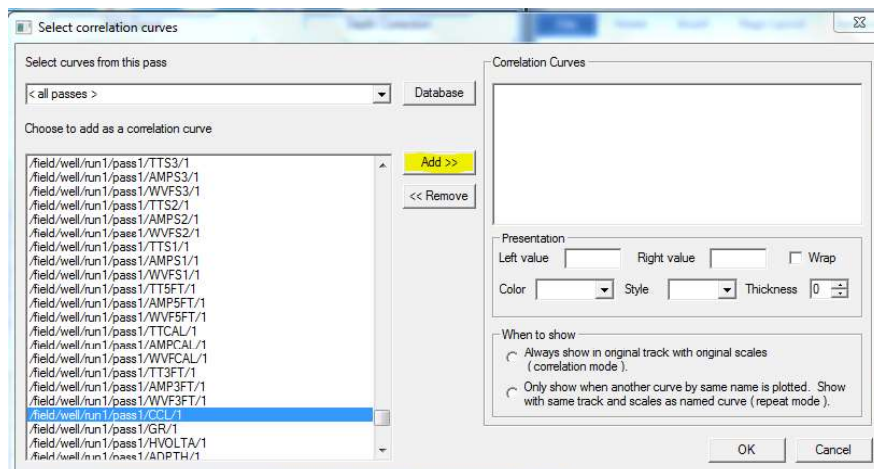 Select correlation curves
Select curves from this pass
< all passes >
Database
Choose to add as a correlation curve
/field/well/run1/pass1/TTS3/1
/field/well/run1/pass1/AMPS3/1
/field/well/run1/pass1/WVFS3/1
/field/well/run1/pass1/TTS2/1
/field/well/run1/pass1/AMPS2/1
/field/well/run1/pass1/WVFS2/1
/field/well/run1/pass1/TTS1/1
/field/well/run1/pass1/AMPS1/1
/field/well/run1/pass1/WVFS1/1
/field/well/run1/pass1/TT5FT/1
/field/well/run1/pass1/AMP5FT/1
/field/well/run1/pass1/WVF5FT/1
/field/well/run1/pass1/TTCAL/1
/field/well/run1/pass1/AMPCAL/1
/field/well/run1/pass1/WVFCAL/1
/field/well/run1/pass1/TT3FT/1
/field/well/run1/pass1/AMP3FT/1
/field/well/run1/pass1/WVF3FT/1
/field/well/run1/pass1/CCL/1
/field/well/run1/pass1/GR/1
/field/well/run1/pass1/HVOLTA/1
/field/well/run1/pass1/ADPTH/1
Add >>
<< Remove
Correlation Curves
Presentation
Left value Right value Wrap
Color Style Thickness 0
When to show
Always show in original track with original scales
( correlation mode ).
Only show when another curve by same name is plotted. Show
with same track and scales as named curve ( repeat mode ).
OK Cancel